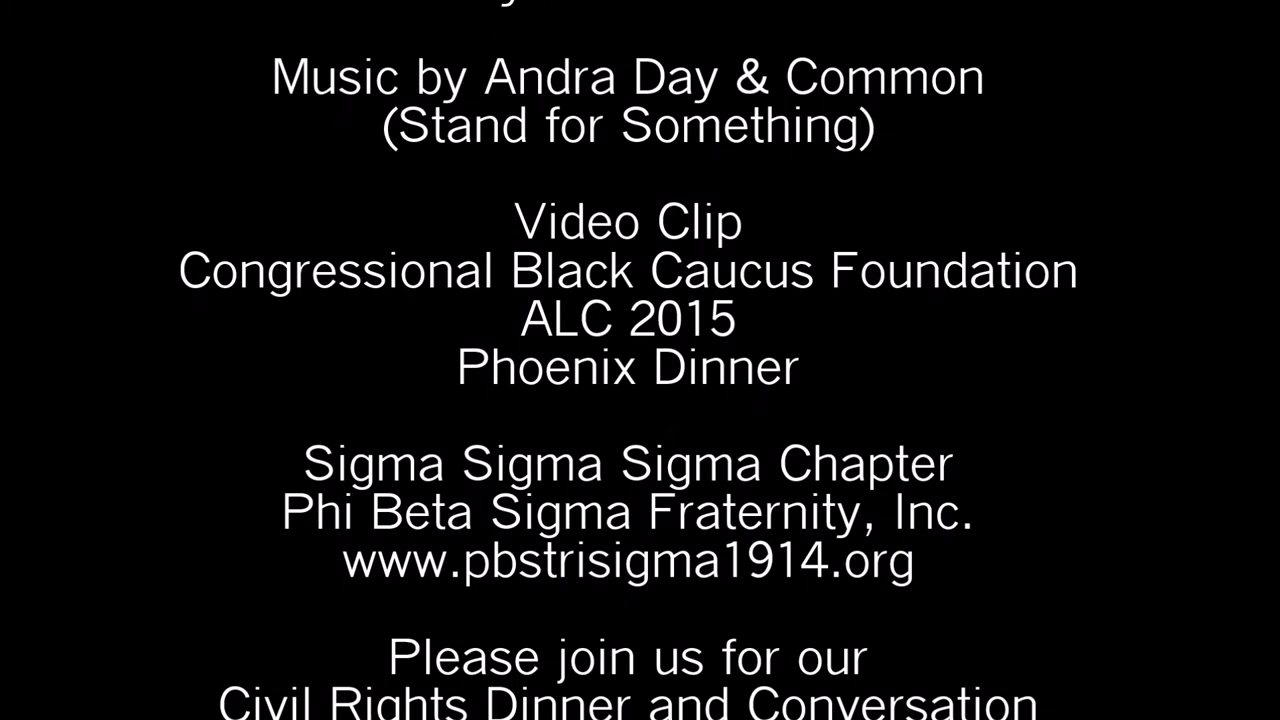 Music by Andra Day & Common
(Stand for Something)
Video Clip
Congressional Black Caucus Foundation
ALC 2015
Phoenix Dinner
Sigma Sigma Sigma Chapter
Phi Beta Sigma Fraternity, Inc.
www.pbstrisigma1914.org
Please join us for our
Civil Rights Dinner and Conversation